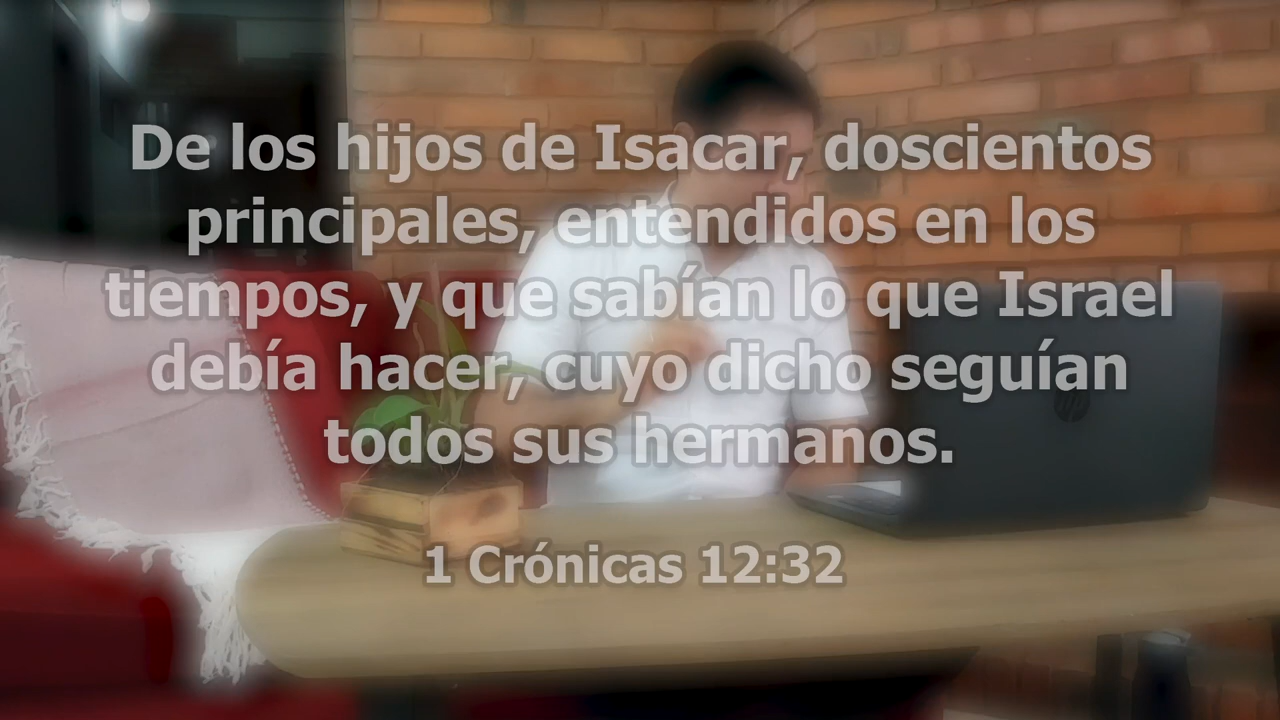 De los hijos de Isacar, doscientos
principales, entendidos en los
tiempos, y que sabían lo que Israel
debía hacer, cuyo dicho seguían
todos sus hermanos.
1 Crónicas 12:32